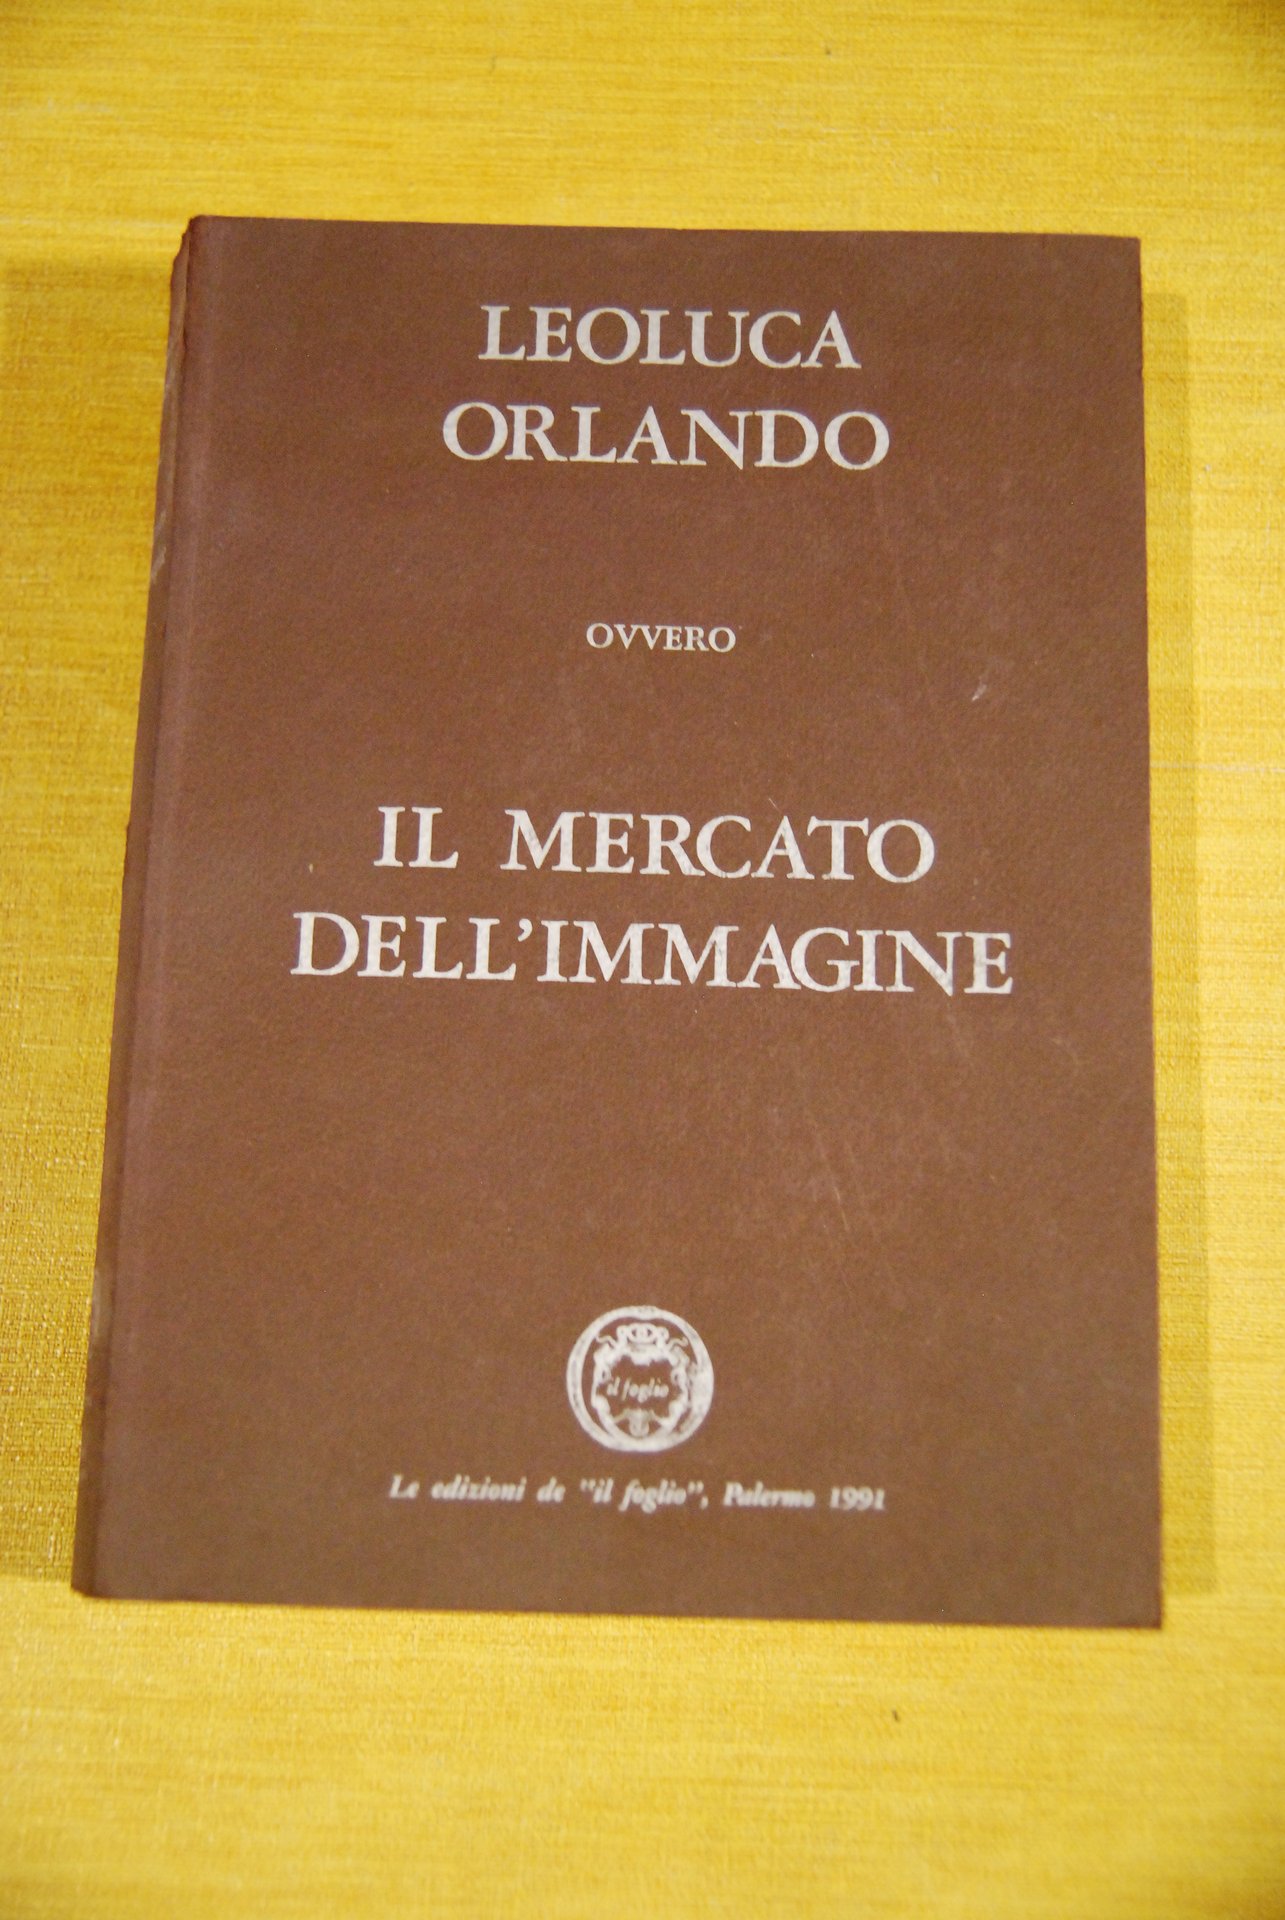 LEOLUCA
ORLANDO
OVVERO
IL MERCATO
DELL'IMMAGINE
il foglio
Le edizioni de "il foglio", Palermo 1991